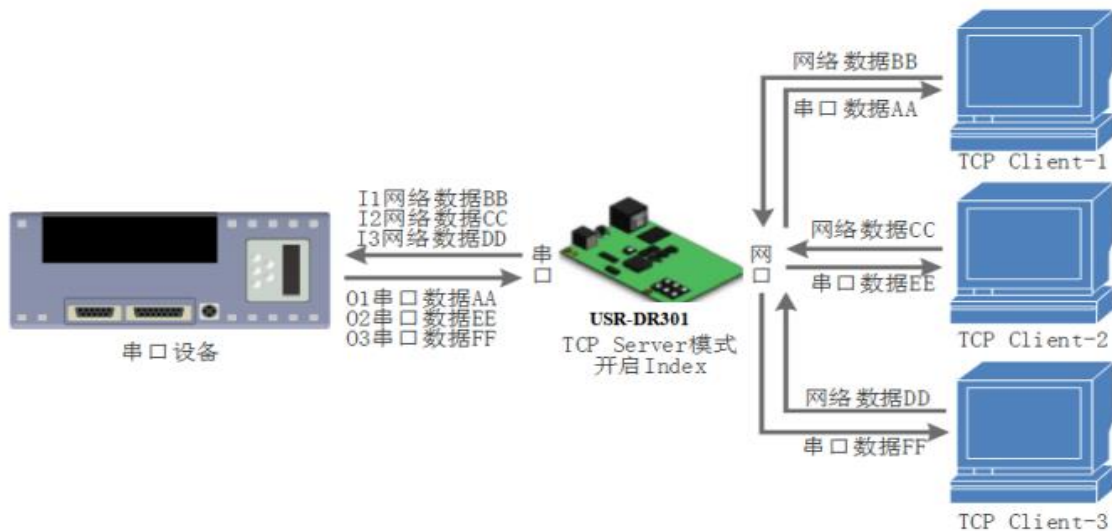 网络数据BB
串口数据AA
TCP Client-1
I1网络数据BB
I2网络数据CC
I3网络数据DD
串口
网口
网络数据CC
串口数据EE
O1串口数据AA
O2串口数据EE
O3串口数据FF
USR-DR301
TCP Server模式
开启Index
串口设备
TCP Client-2
网络数据DD
串口数据FF
TCP Client-3